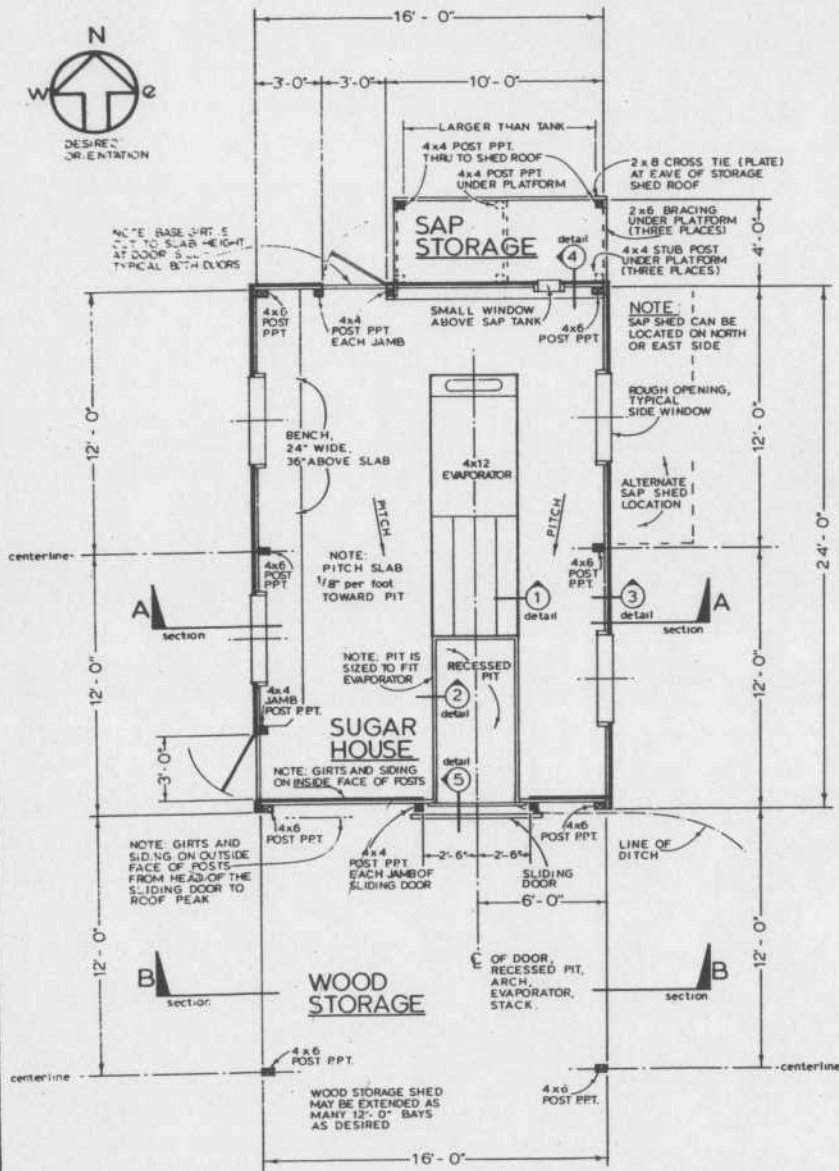 16'-0"
N
W e
DESIRED
ORIENTATION
3'-0" 3'-0" 10'-0"
LARGER THAN TANK
4x4 POST PPT.
THRU TO SHED ROOF
4x4 POST PPT
UNDER PLATFORM
2x8 CROSS TIE (PLATE)
AT EAVE OF STORAGE
SHED ROOF
2x6 BRACING
UNDER PLATFORM
(THREE PLACES)
4x4 STUB POST
UNDER PLATFORM
(THREE PLACES)
4'-0"
SAP
STORAGE
detail
4
NOTE: BASE GIRT IS
CUT TO SLAB HEIGHT
AT DOOR
TYPICAL BOTH DOORS
4x6
POST
PPT
4x4
POST PPT
EACH JAMB
SMALL WINDOW
ABOVE SAP TANK
4x6
POST PPT
NOTE:
SAP SHED CAN BE
LOCATED ON NORTH
OR EAST SIDE
ROUGH OPENING,
TYPICAL
SIDE WINDOW
12'-0"
BENCH,
24" WIDE,
36" ABOVE SLAB
4x12
EVAPORATOR
12'-0"
ALTERNATE
SAP SHED
LOCATION
PITCH
PITCH
24'-0"
centerline
4x6
POST
PPT.
NOTE:
PITCH SLAB
1/8" per foot
TOWARD PIT
4x6
POST
PPT.
A
section
1
detail
3
detail
A
section
12'-0"
12'-0"
NOTE: PIT IS
SIZED TO FIT
EVAPORATOR
RECESSED
PIT
2
detail
4x4
JAMB
POST P.P.T.
SUGAR
HOUSE
detail
5
3'-0"
NOTE: GIRTS AND SIDING
ON INSIDE FACE OF POSTS
4x6
POST PPT.
4x6
POST PPT.
NOTE: GIRTS AND
SIDING ON OUTSIDE
FACE OF POSTS
FROM HEAD OF THE
SLIDING DOOR TO
ROOF PEAK
4x4
POST PPT.
EACH JAMB OF
SLIDING DOOR
2'-6" 2'-6"
SLIDING
DOOR
LINE OF
DITCH
6'-0"
12'-0"
12'-0"
B
section
WOOD
STORAGE
℄ OF DOOR,
RECESSED PIT,
ARCH,
EVAPORATOR,
STACK.
B
section
centerline
4x6
POST P.P.T.
4x6
POST PPT.
centerline
WOOD STORAGE SHED
MAY BE EXTENDED AS
MANY 12'-0" BAYS
AS DESIRED
16'-0"